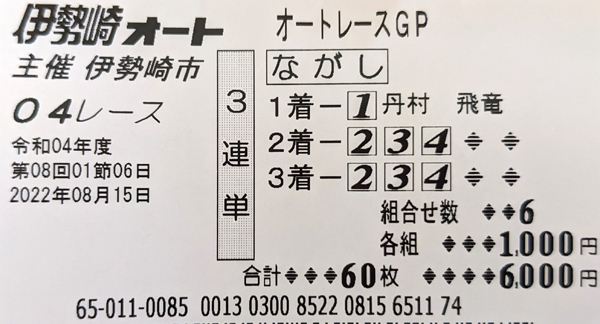 伊勢崎オート オートレースGP
主催 伊勢崎市 ながし
04レース
令和04年度
第08回01節06日
2022年08月15日
3連単
1着ー1 丹村 飛竜
2着ー2 3 4
3着ー2 3 4
組合せ数 ♦♦6
各組 ♦♦♦1,000円
合計♦♦♦60枚 ♦♦♦♦6,000円
65-011-0085 0013 0300 8522 0815 6511 74